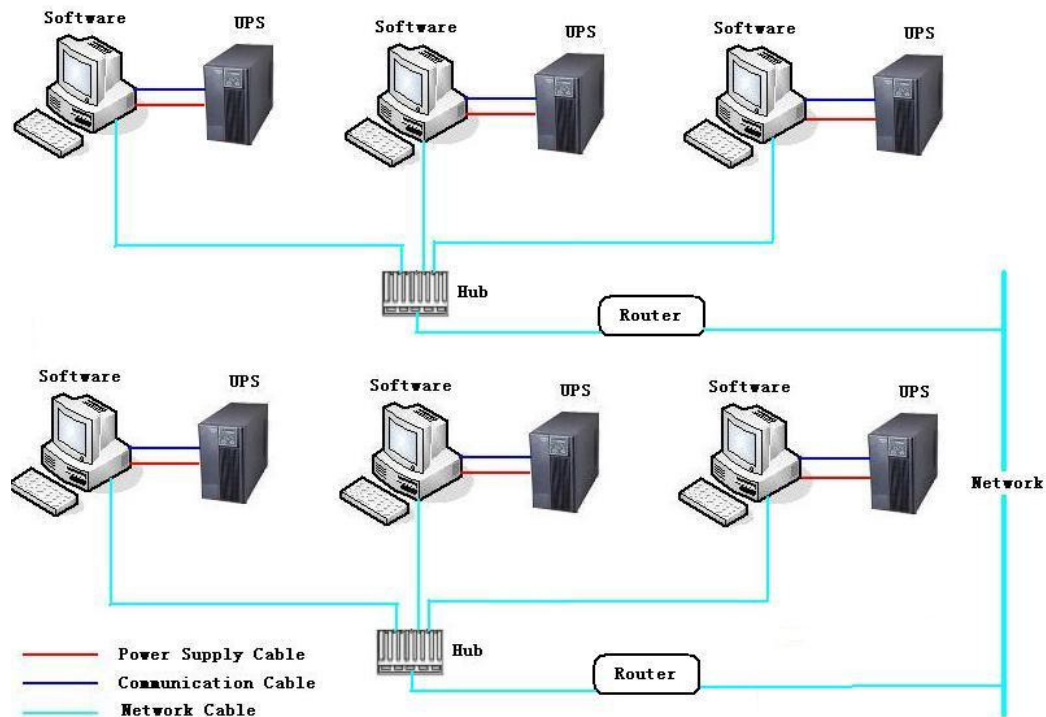 Software
UPS
Software
UPS
Software
UPS
Hub
Router
Software
UPS
Software
UPS
Software
UPS
Network
Hub
Router
Power Supply Cable
Communication Cable
Network Cable